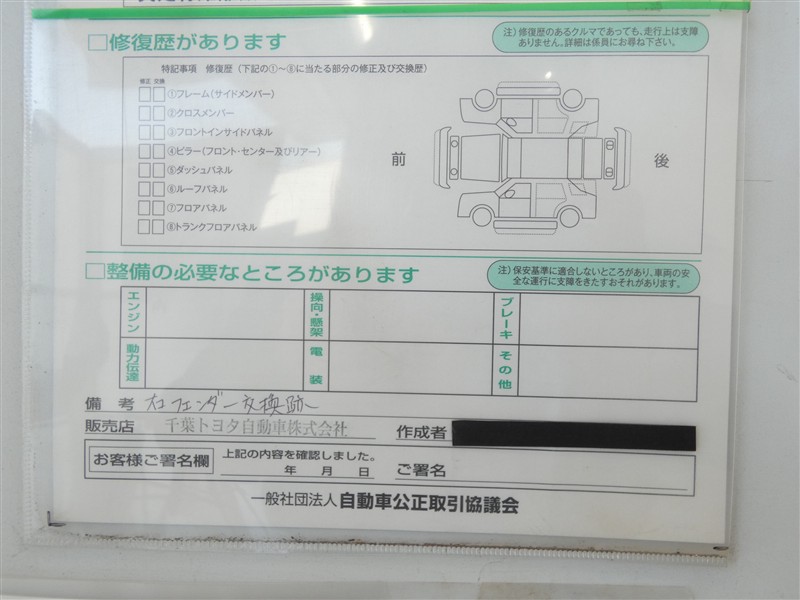 □修復歴があります
注)修復歴のあるクルマであっても、走行上は支障
ありません。詳細は係員にお尋ね下さい。
特記事項 修復歴(下記の①~⑧に当たる部分の修正及び交換歴)
修正 交換
①フレーム(サイドメンバー)
②クロスメンバー
③フロントインサイドパネル
④ピラー(フロント・センター及びリアー)
⑤ダッシュパネル
⑥ルーフパネル
⑦フロアパネル
⑧トランクフロアパネル
前
後
□整備の必要なところがあります
注)保安基準に適合しないところがあり、車両の安
全な運行に支障をきたすおそれがあります。
エンジン
操向・懸架
ブレーキ
動力伝達
電装
その他
備考 右フェンダー交換跡
販売店 千葉トヨタ自動車株式会社 作成者
お客様ご署名欄
上記の内容を確認しました。
年 月 日 ご署名
一般社団法人 自動車公正取引協議会